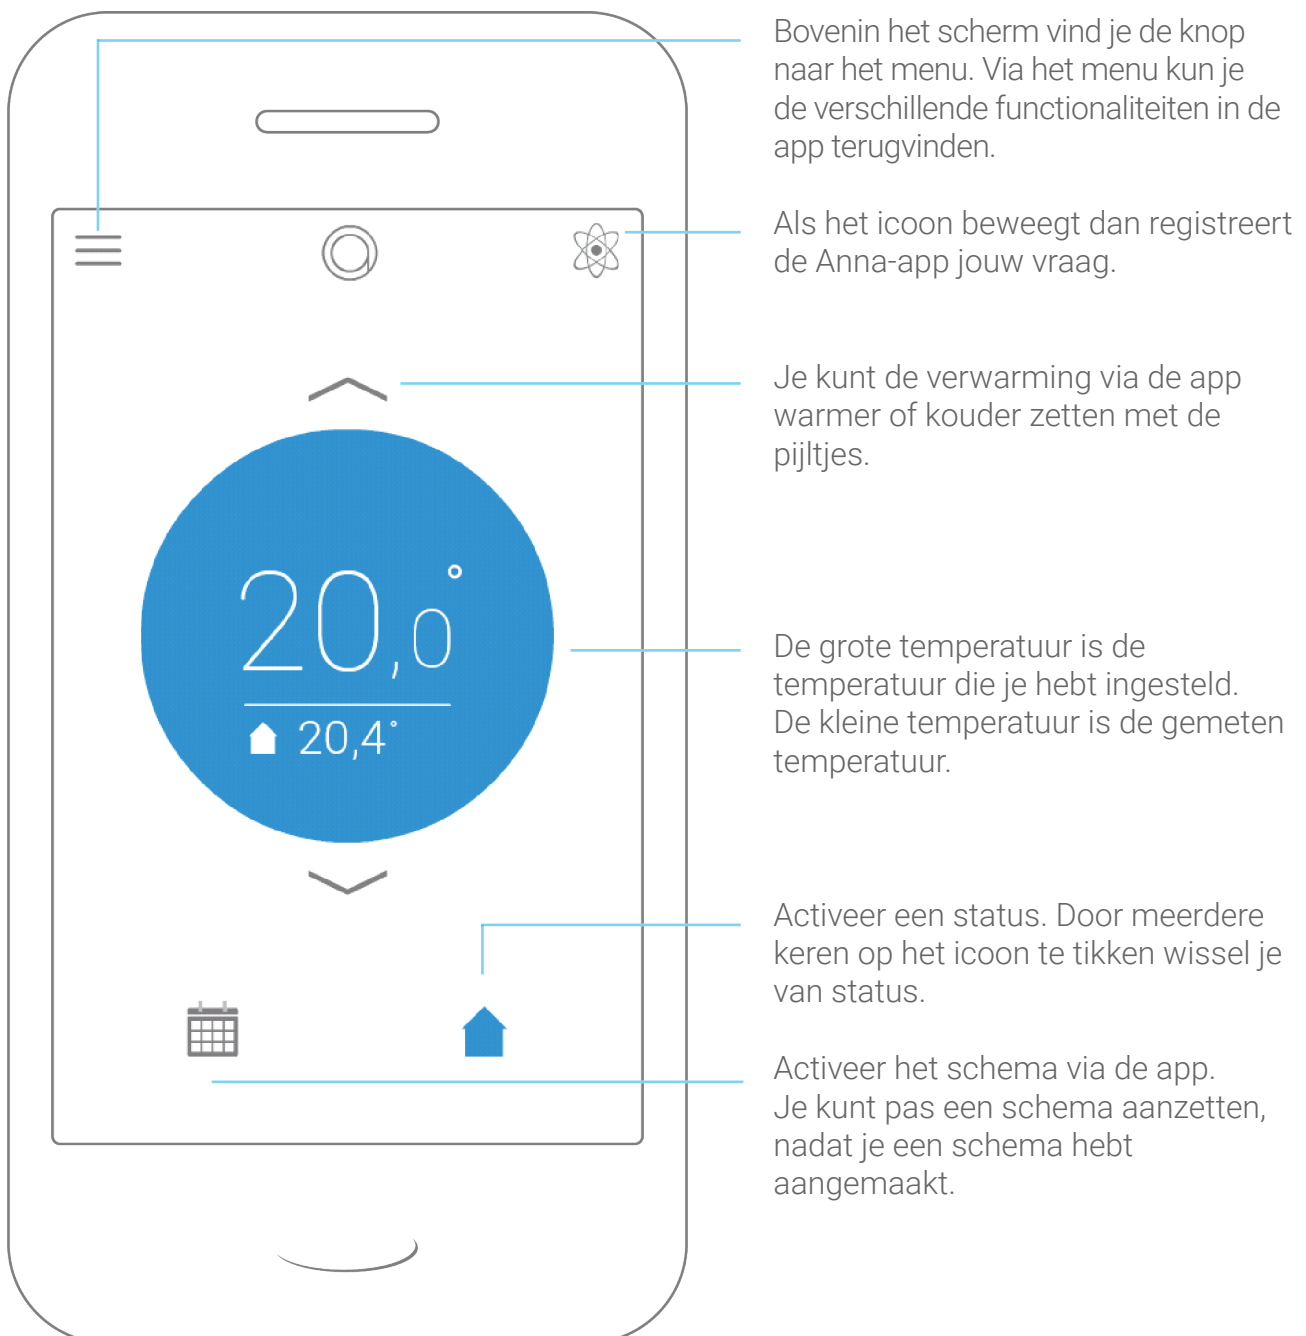 Bovenin het scherm vind je de knop
naar het menu. Via het menu kun je
de verschillende functionaliteiten in de
app terugvinden.
Als het icoon beweegt dan registreert
de Anna-app jouw vraag.
Je kunt de verwarming via de app
warmer of kouder zetten met de
pijltjes.
20,0°
20,4°
De grote temperatuur is de
temperatuur die je hebt ingesteld.
De kleine temperatuur is de gemeten
temperatuur.
Activeer een status. Door meerdere
keren op het icoon te tikken wissel je
van status.
Activeer het schema via de app.
Je kunt pas een schema aanzetten,
nadat je een schema hebt
aangemaakt.